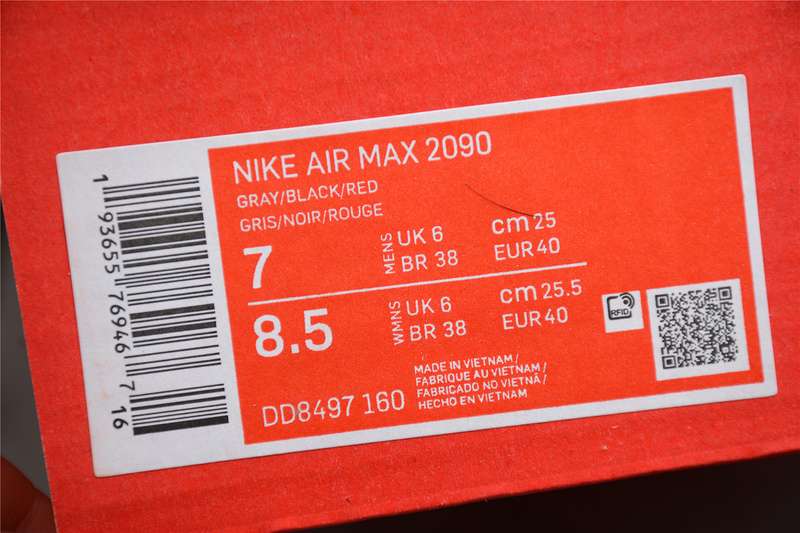 NIKE AIR MAX 2090
GRAY/BLACK/RED
GRIS/NOIR/ROUGE
7
MENS
UK 6
BR 38
cm 25
EUR 40
8.5
WMNS
UK 6
BR 38
cm 25.5
EUR 40
RFID
DD8497 160
MADE IN VIETNAM /
FABRIQUE AU VIETNAM /
FABRICADO NO VIETNÃ /
HECHO EN VIETNAM
1 93655 76946 7 16